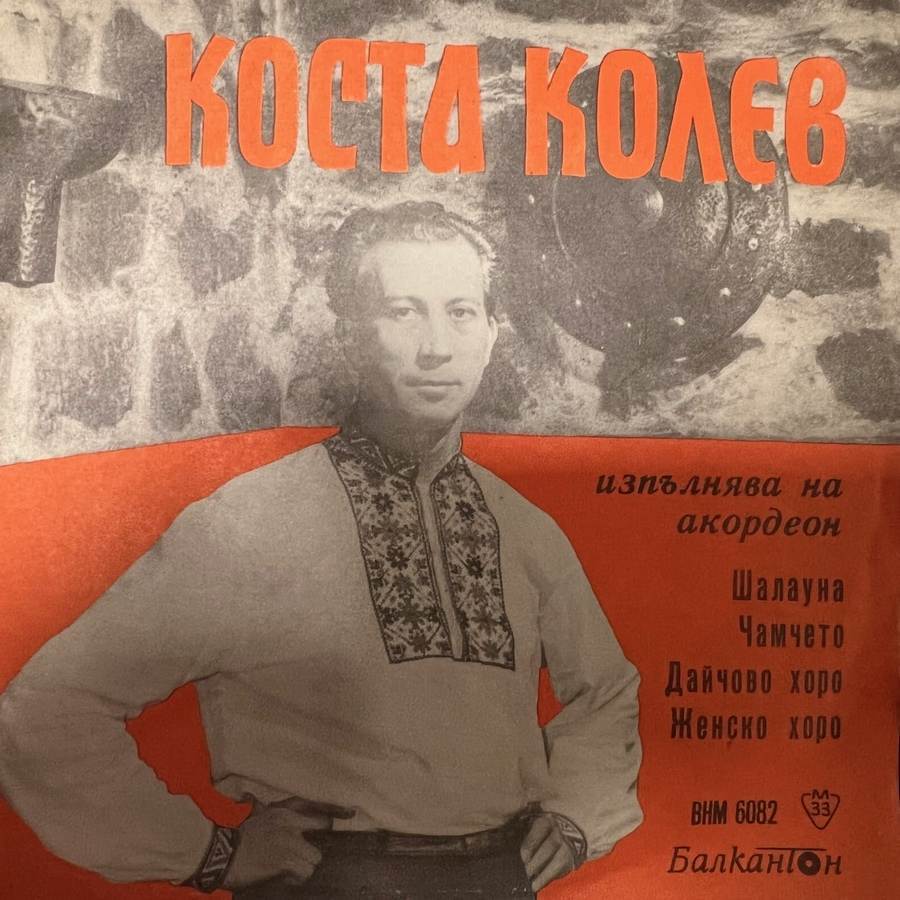 КОСТА КОЛЕВ
изпълнява на
акордеон
Шалауна
Чамчето
Дайчово хоро
Женско хоро
ВНМ 6082
М
33
Балкантон